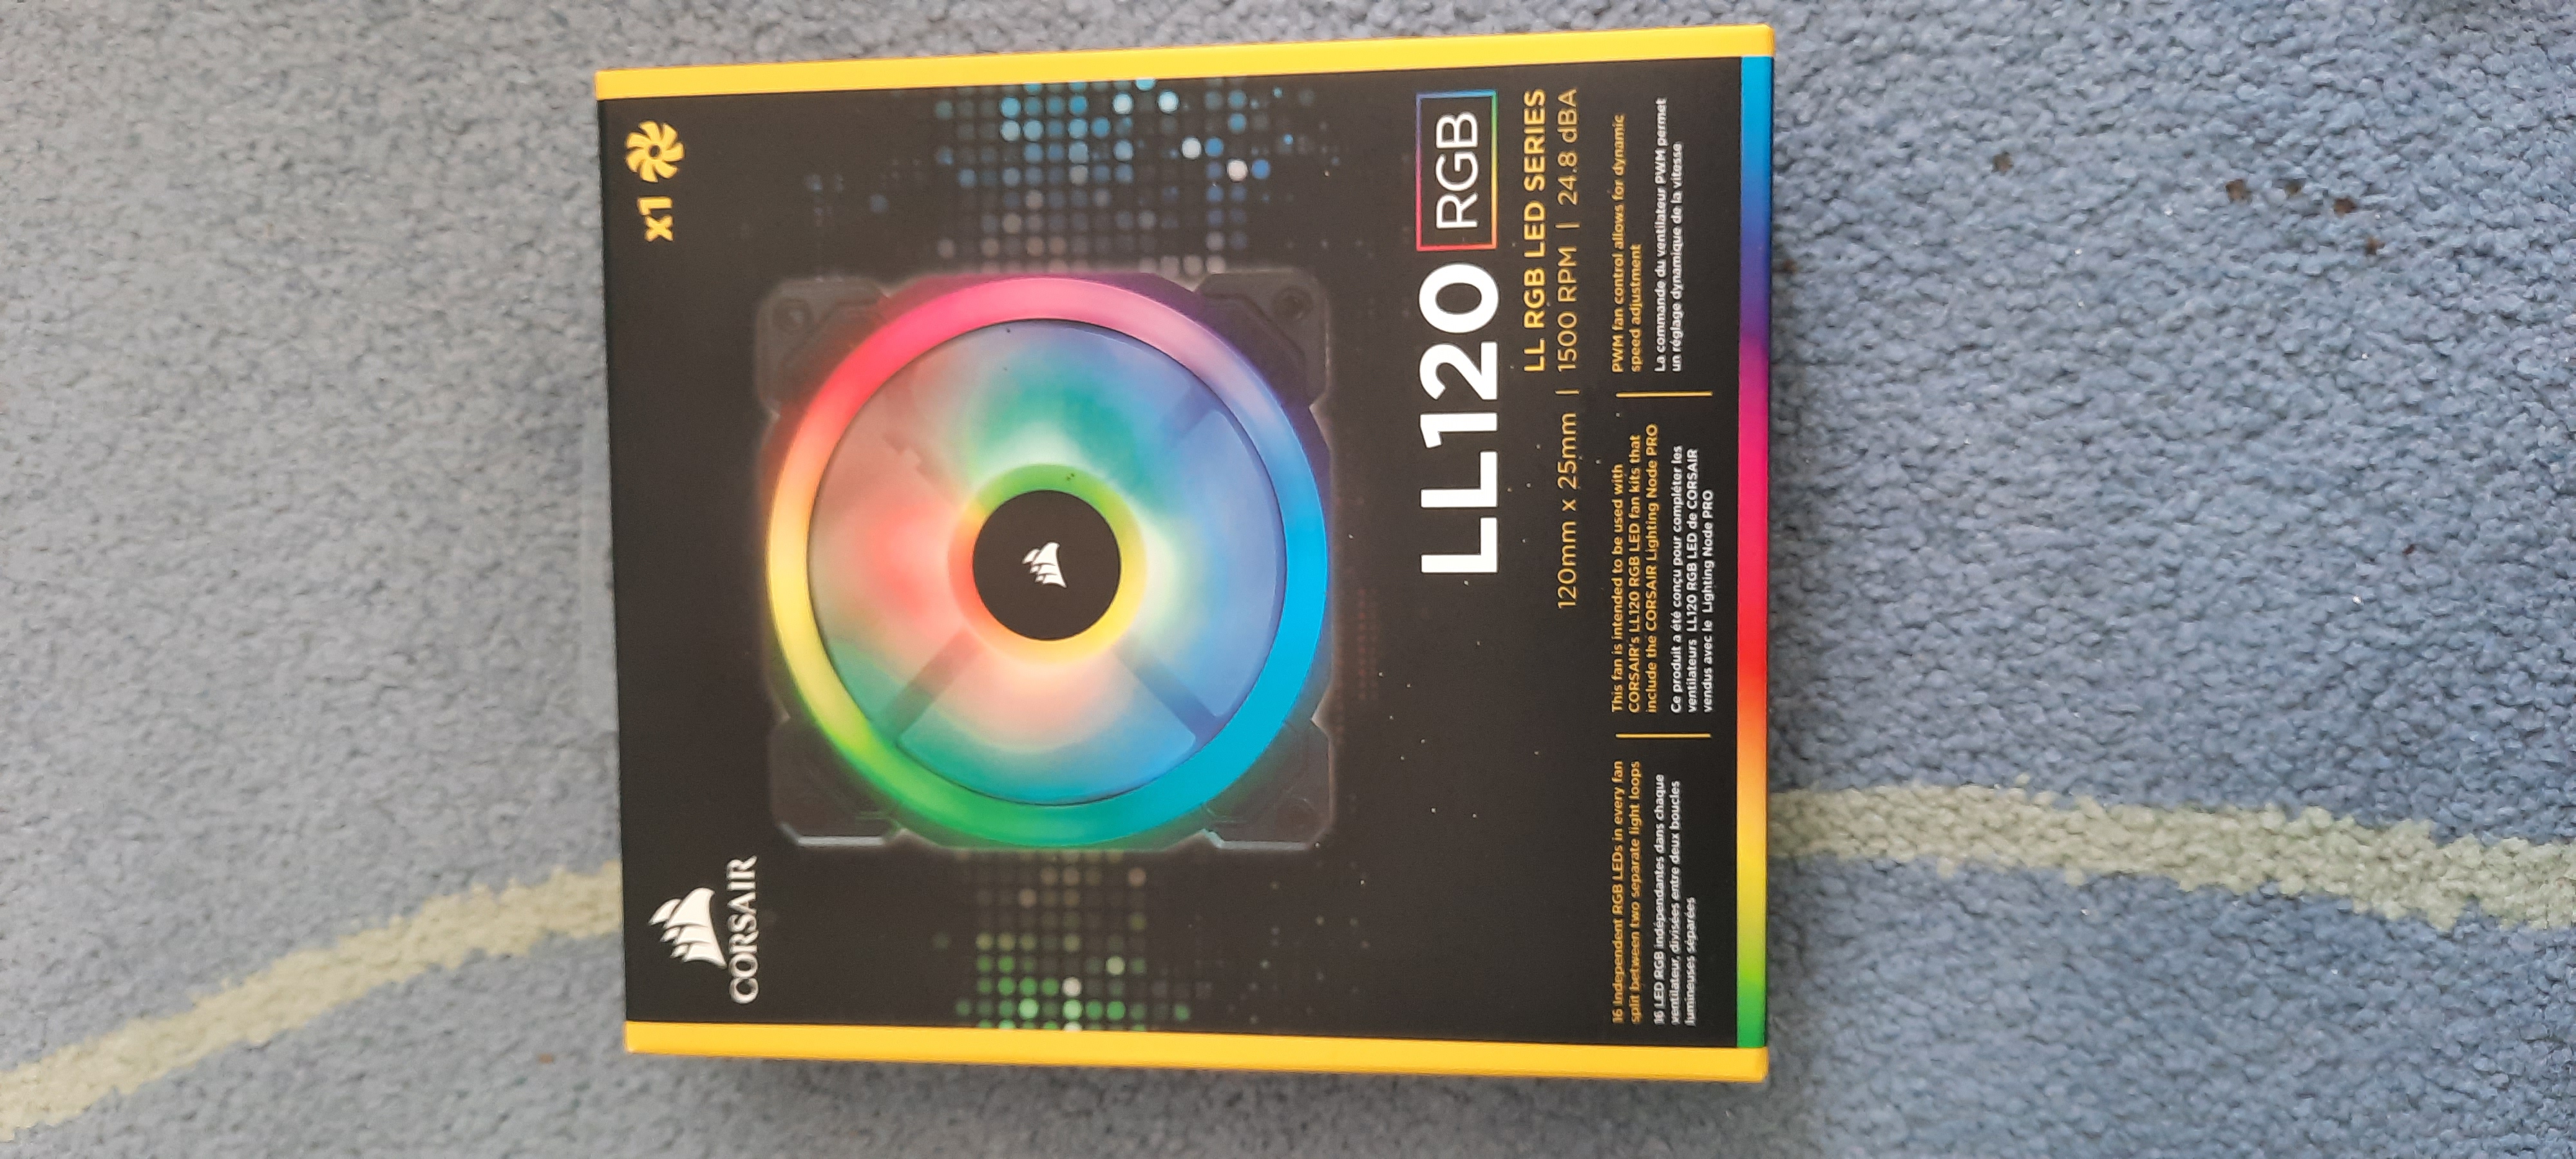 CORSAIR
x1
LL120 RGB
LL RGB LED SERIES
120mm x 25mm | 1500 RPM | 24.8 dBA
16 Independent RGB LEDs in every fan
split between two separate light loops
16 LED RGB indépendantes dans chaque
ventilateur, divisées entre deux boucles
lumineuses séparées
This fan is intended to be used with
CORSAIR's LL120 RGB LED fan kits that
include the CORSAIR Lighting Node PRO
Ce produit a été conçu pour compléter les
ventilateurs LL120 RGB LED de CORSAIR
vendus avec le Lighting Node PRO
PWM fan control allows for dynamic
speed adjustment
La commande du ventilateur PWM permet
un réglage dynamique de la vitesse